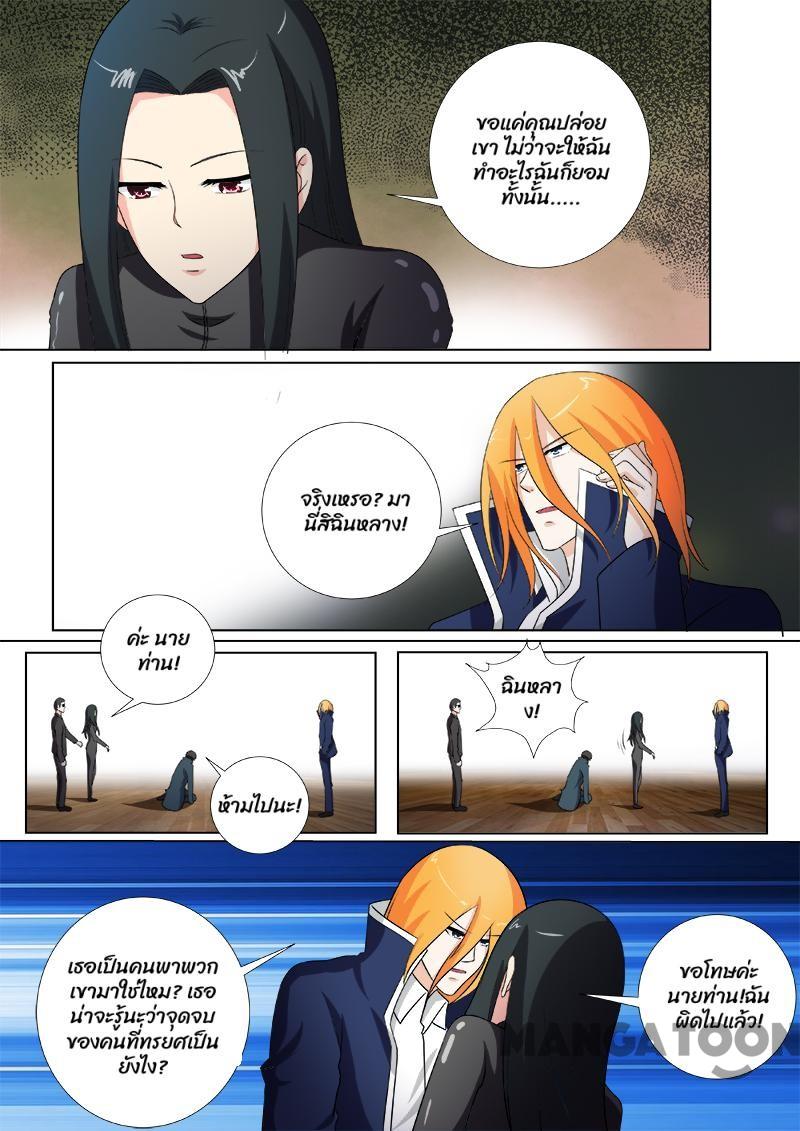 ขอแค่คุณปล่อย
เขา ไม่ว่าจะให้ฉัน
ทำอะไรฉันก็ยอม
ทั้งนั้น.....
จริงเหรอ? มา
นี่สิฉินหลาง!
ค่ะ นาย
ท่าน!
ห้ามไปนะ!
ฉินหลา
ง!
เธอเป็นคนพาพวก
เขามาใช่ไหม? เธอ
น่าจะรู้นะว่าจุดจบ
ของคนที่ทรยศเป็น
ยังไง?
ขอโทษค่ะ
นายท่าน!ฉัน
ผิดไปแล้ว!
MANGATOON